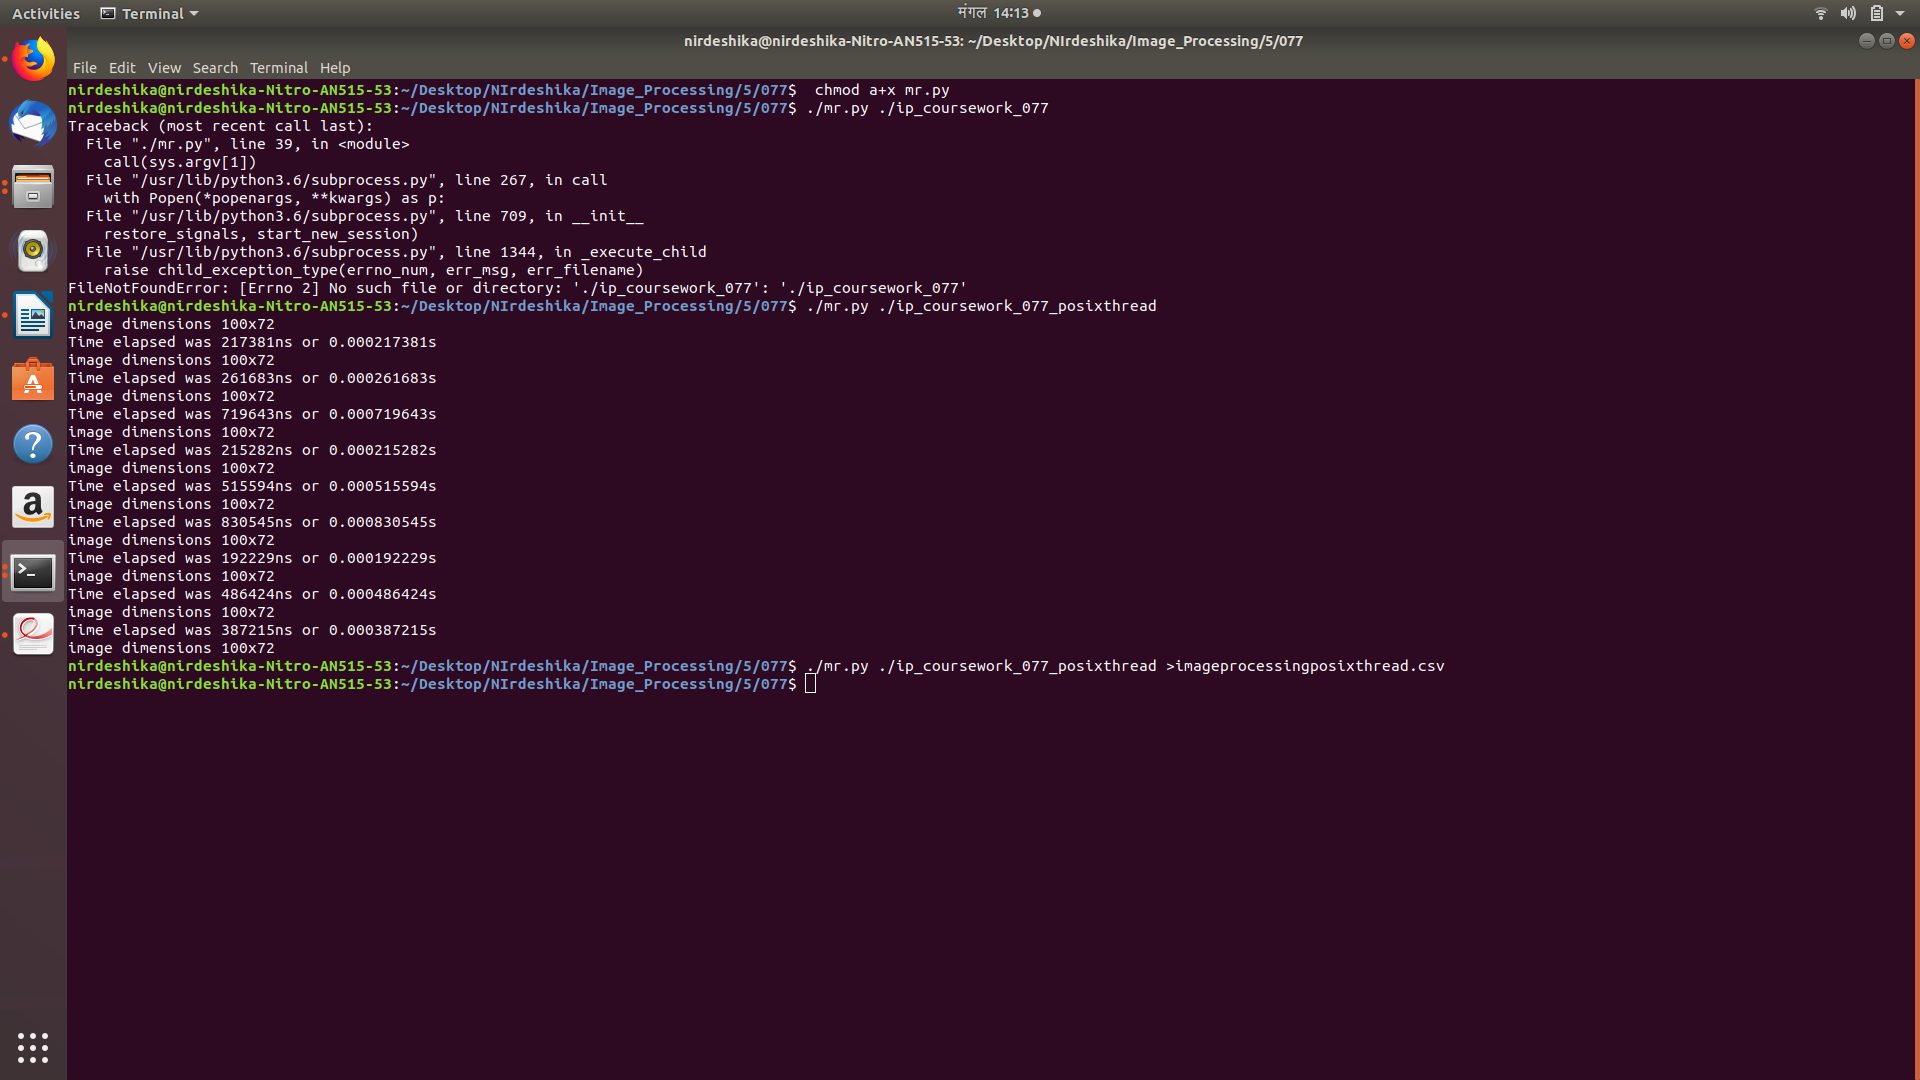 Activities Terminal मंगल 14:13
nirdeshika@nirdeshika-Nitro-AN515-53: ~/Desktop/NIrdeshika/Image_Processing/5/077
File Edit View Search Terminal Help
nirdeshika@nirdeshika-Nitro-AN515-53:~/Desktop/NIrdeshika/Image_Processing/5/077$  chmod a+x mr.py
nirdeshika@nirdeshika-Nitro-AN515-53:~/Desktop/NIrdeshika/Image_Processing/5/077$ ./mr.py ./ip_coursework_077
Traceback (most recent call last):
  File "./mr.py", line 39, in <module>
    call(sys.argv[1])
  File "/usr/lib/python3.6/subprocess.py", line 267, in call
    with Popen(*popenargs, **kwargs) as p:
  File "/usr/lib/python3.6/subprocess.py", line 709, in __init__
    restore_signals, start_new_session)
  File "/usr/lib/python3.6/subprocess.py", line 1344, in _execute_child
    raise child_exception_type(errno_num, err_msg, err_filename)
FileNotFoundError: [Errno 2] No such file or directory: './ip_coursework_077': './ip_coursework_077'
nirdeshika@nirdeshika-Nitro-AN515-53:~/Desktop/NIrdeshika/Image_Processing/5/077$ ./mr.py ./ip_coursework_077_posixthread
image dimensions 100x72
Time elapsed was 217381ns or 0.000217381s
image dimensions 100x72
Time elapsed was 261683ns or 0.000261683s
image dimensions 100x72
Time elapsed was 719643ns or 0.000719643s
image dimensions 100x72
Time elapsed was 215282ns or 0.000215282s
image dimensions 100x72
Time elapsed was 515594ns or 0.000515594s
image dimensions 100x72
Time elapsed was 830545ns or 0.000830545s
image dimensions 100x72
Time elapsed was 192229ns or 0.000192229s
image dimensions 100x72
Time elapsed was 486424ns or 0.000486424s
image dimensions 100x72
Time elapsed was 387215ns or 0.000387215s
image dimensions 100x72
nirdeshika@nirdeshika-Nitro-AN515-53:~/Desktop/NIrdeshika/Image_Processing/5/077$ ./mr.py ./ip_coursework_077_posixthread >imageprocessingposixthread.csv
nirdeshika@nirdeshika-Nitro-AN515-53:~/Desktop/NIrdeshika/Image_Processing/5/077$